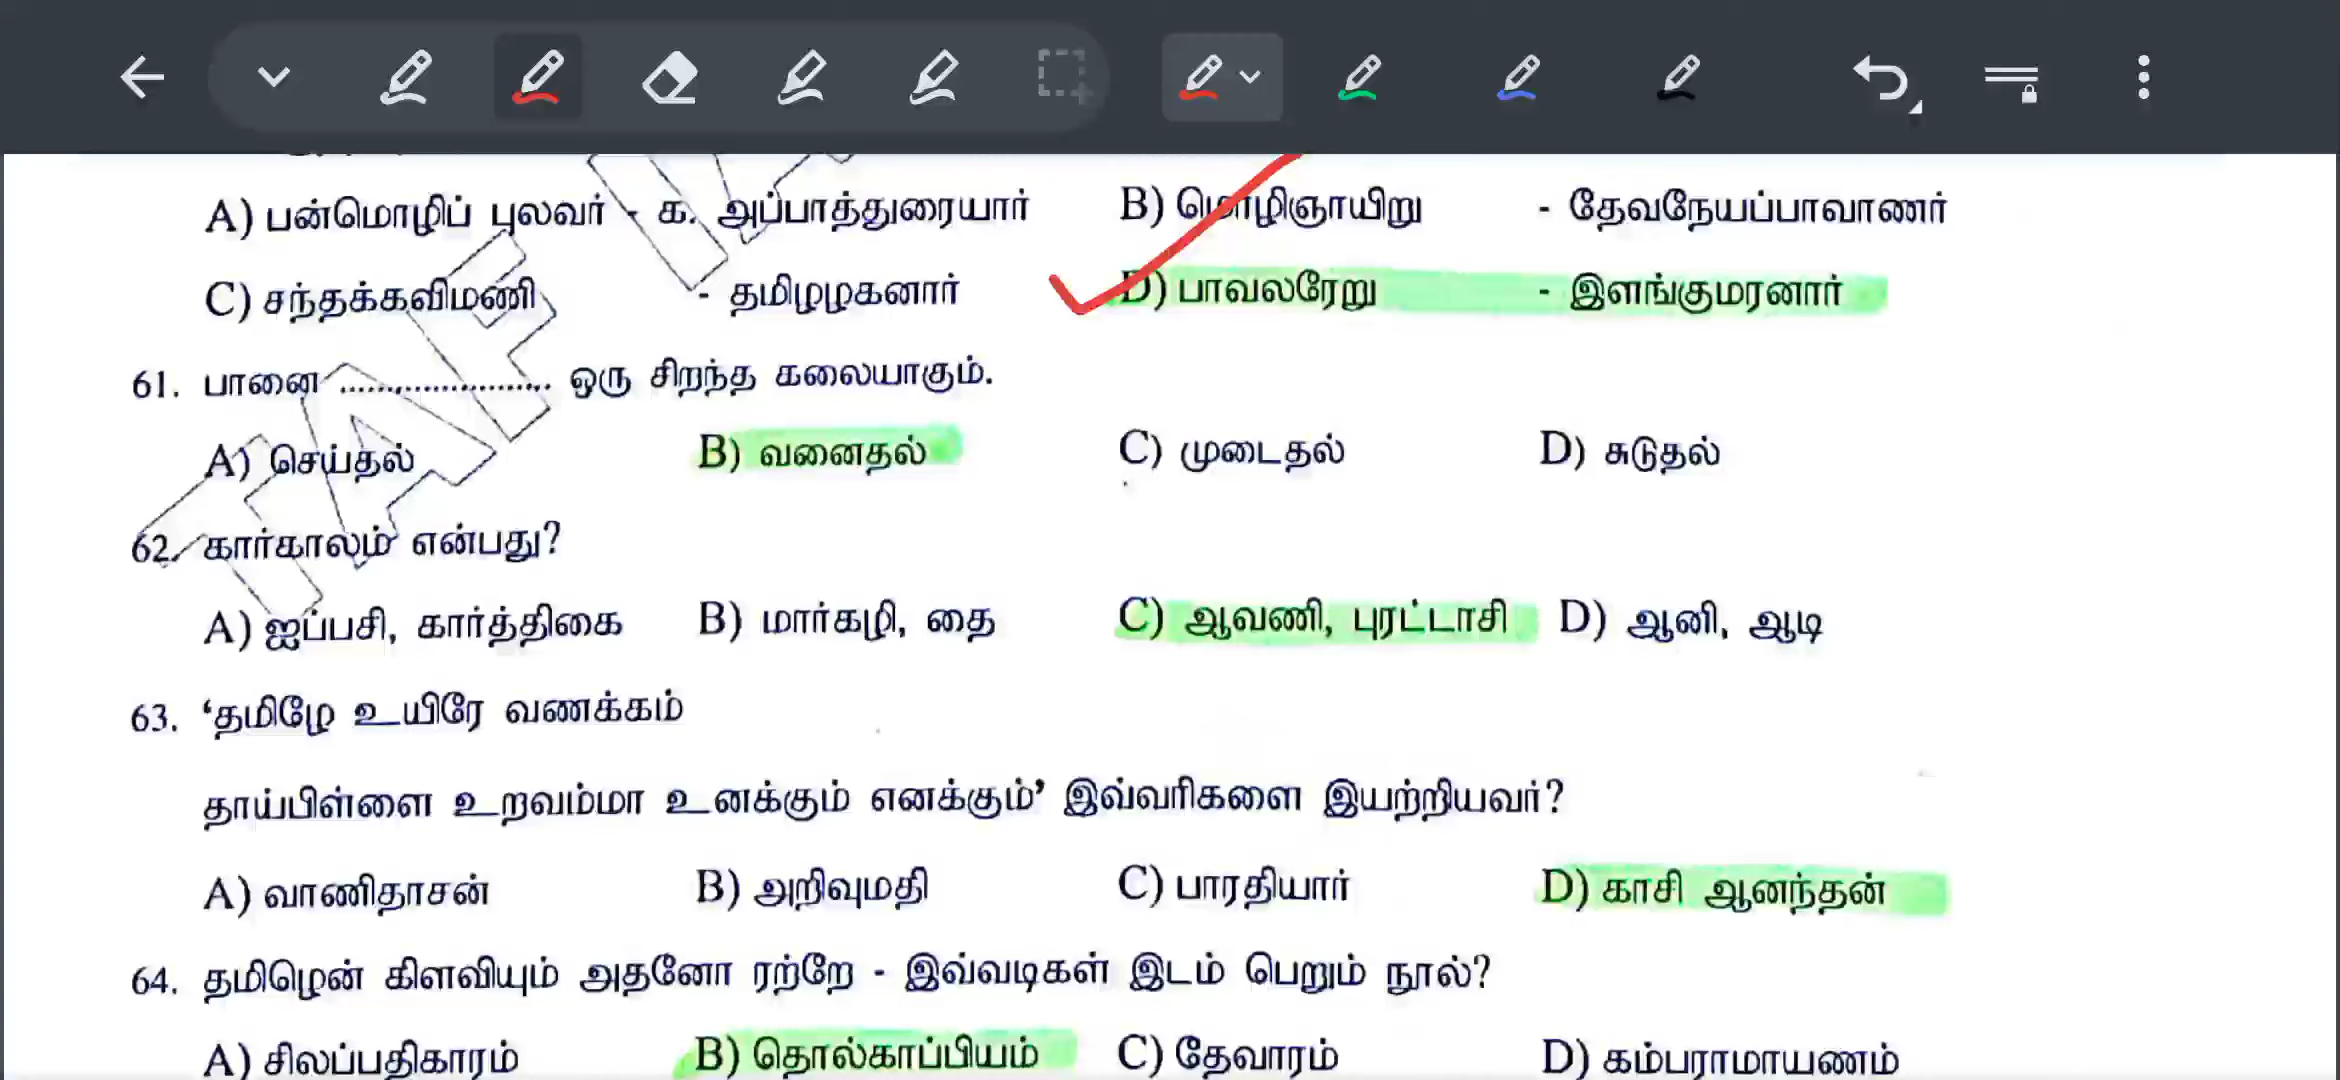 A) பன்மொழிப் புலவர் - க. அப்பாத்துரையார் B) மொழிஞாயிறு - தேவநேயப்பாவாணர்
C) சந்தக்கவிமணி - தமிழழகனார் D) பாவலரேறு - இளங்குமரனார்
61. பானை ........................ ஒரு சிறந்த கலையாகும்.
A) செய்தல் B) வனைதல் C) முடைதல் D) சுடுதல்
62. கார்காலம் என்பது?
A) ஐப்பசி, கார்த்திகை B) மார்கழி, தை C) ஆவணி, புரட்டாசி D) ஆனி, ஆடி
63. ‘தமிழே உயிரே வணக்கம்
தாய்பிள்ளை உறவம்மா உனக்கும் எனக்கும்’ இவ்வரிகளை இயற்றியவர்?
A) வாணிதாசன் B) அறிவுமதி C) பாரதியார் D) காசி ஆனந்தன்
64. தமிழென் கிளவியும் அதனோ ரற்றே - இவ்வடிகள் இடம் பெறும் நூல்?
A) சிலப்பதிகாரம் B) தொல்காப்பியம் C) தேவாரம் D) கம்பராமாயணம்